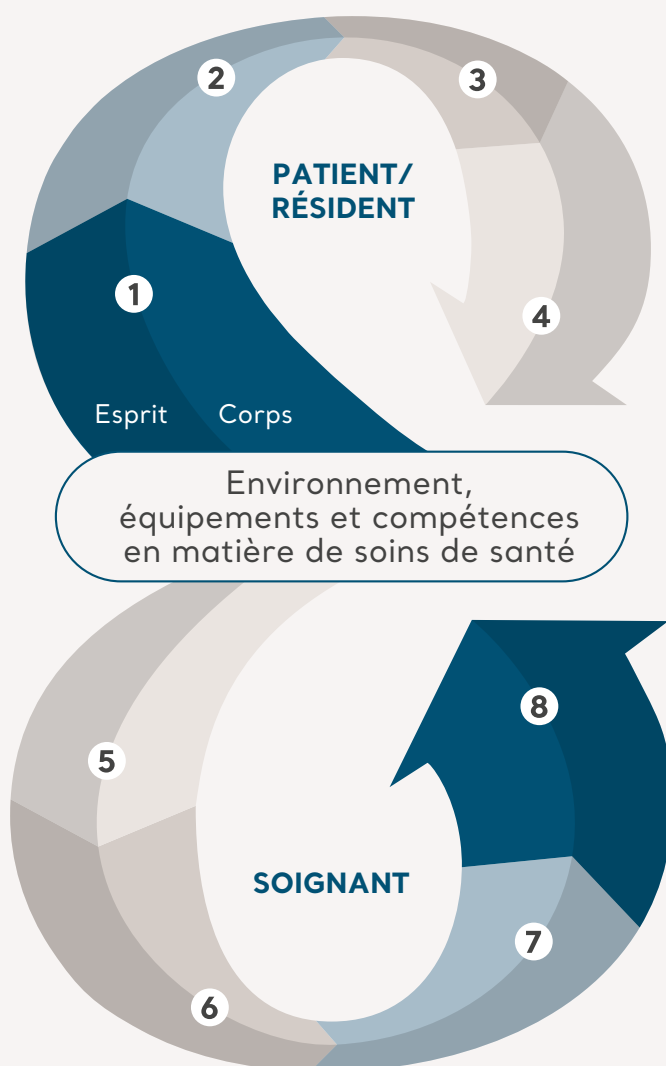 2
3
PATIENT/
RÉSIDENT
1
4
Esprit Corps
Environnement,
équipements et compétences
en matière de soins de santé
8
5
SOIGNANT
7
6